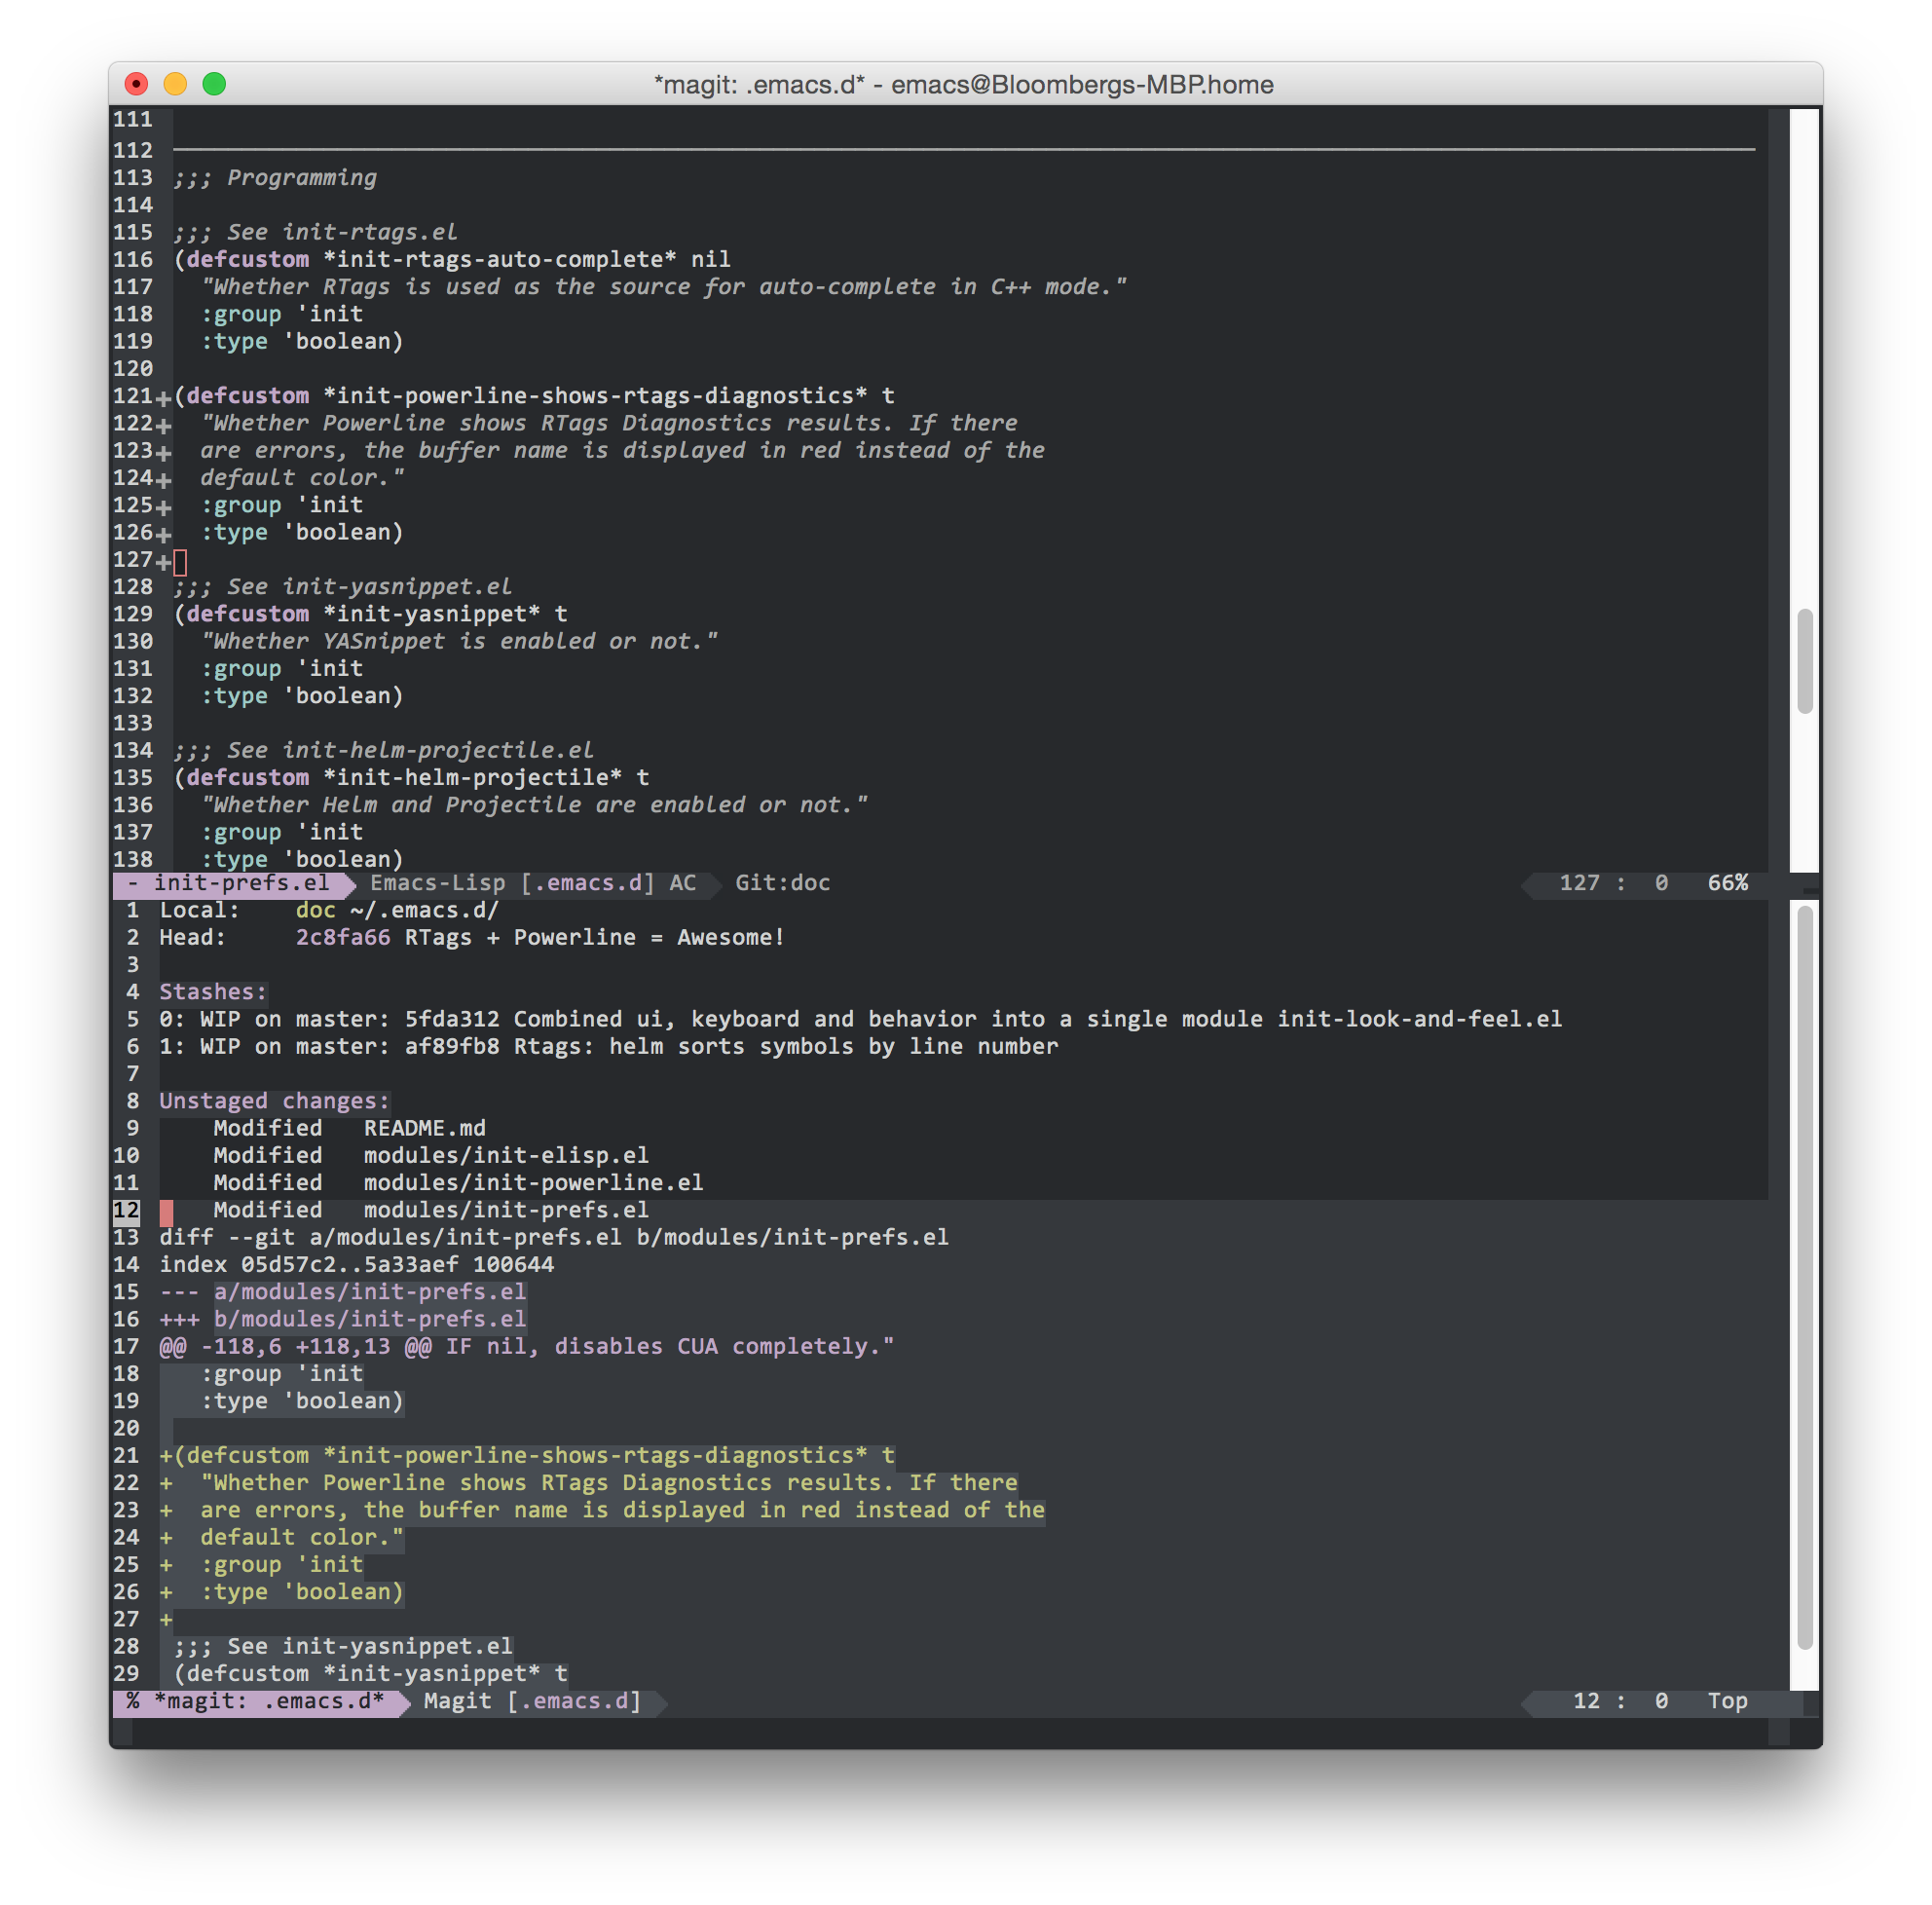 *magit: .emacs.d* - emacs@Bloombergs-MBP.home
111
112
113 ;;; Programming
114
115 ;;; See init-rtags.el
116 (defcustom *init-rtags-auto-complete* nil
117   "Whether RTags is used as the source for auto-complete in C++ mode."
118   :group 'init
119   :type 'boolean)
120
121+(defcustom *init-powerline-shows-rtags-diagnostics* t
122+  "Whether Powerline shows RTags Diagnostics results. If there
123+  are errors, the buffer name is displayed in red instead of the
124+  default color."
125+  :group 'init
126+  :type 'boolean)
127+
128 ;;; See init-yasnippet.el
129 (defcustom *init-yasnippet* t
130   "Whether YASnippet is enabled or not."
131   :group 'init
132   :type 'boolean)
133
134 ;;; See init-helm-projectile.el
135 (defcustom *init-helm-projectile* t
136   "Whether Helm and Projectile are enabled or not."
137   :group 'init
138   :type 'boolean)
- init-prefs.el Emacs-Lisp [.emacs.d] AC Git:doc 127 : 0 66%
1 Local:    doc ~/.emacs.d/
2 Head:     2c8fa66 RTags + Powerline = Awesome!
3
4 Stashes:
5 0: WIP on master: 5fda312 Combined ui, keyboard and behavior into a single module init-look-and-feel.el
6 1: WIP on master: af89fb8 Rtags: helm sorts symbols by line number
7
8 Unstaged changes:
9     Modified   README.md
10     Modified   modules/init-elisp.el
11     Modified   modules/init-powerline.el
12     Modified   modules/init-prefs.el
13 diff --git a/modules/init-prefs.el b/modules/init-prefs.el
14 index 05d57c2..5a33aef 100644
15 --- a/modules/init-prefs.el
16 +++ b/modules/init-prefs.el
17 @@ -118,6 +118,13 @@ IF nil, disables CUA completely."
18    :group 'init
19    :type 'boolean)
20
21 +(defcustom *init-powerline-shows-rtags-diagnostics* t
22 +  "Whether Powerline shows RTags Diagnostics results. If there
23 +  are errors, the buffer name is displayed in red instead of the
24 +  default color."
25 +  :group 'init
26 +  :type 'boolean)
27 +
28  ;;; See init-yasnippet.el
29  (defcustom *init-yasnippet* t
% *magit: .emacs.d* Magit [.emacs.d] 12 : 0 Top